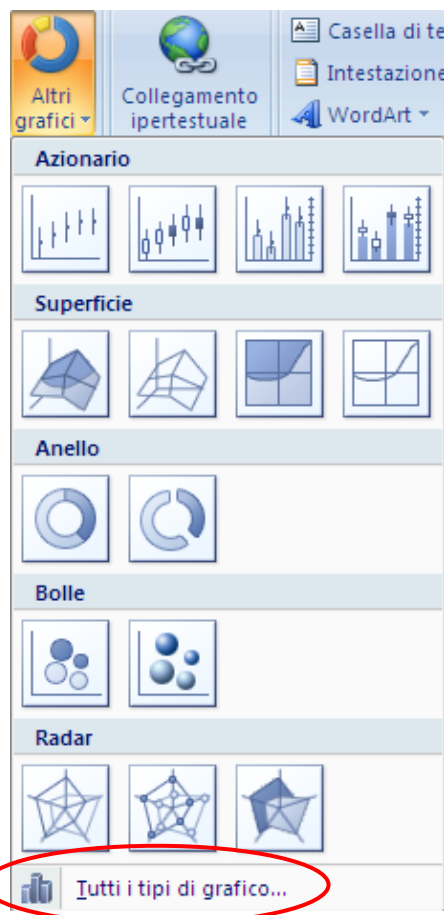 Altri
grafici
Collegamento
ipertestuale
Casella di te
Intestazione
WordArt
Azionario
Superficie
Anello
Bolle
Radar
Tutti i tipi di grafico...